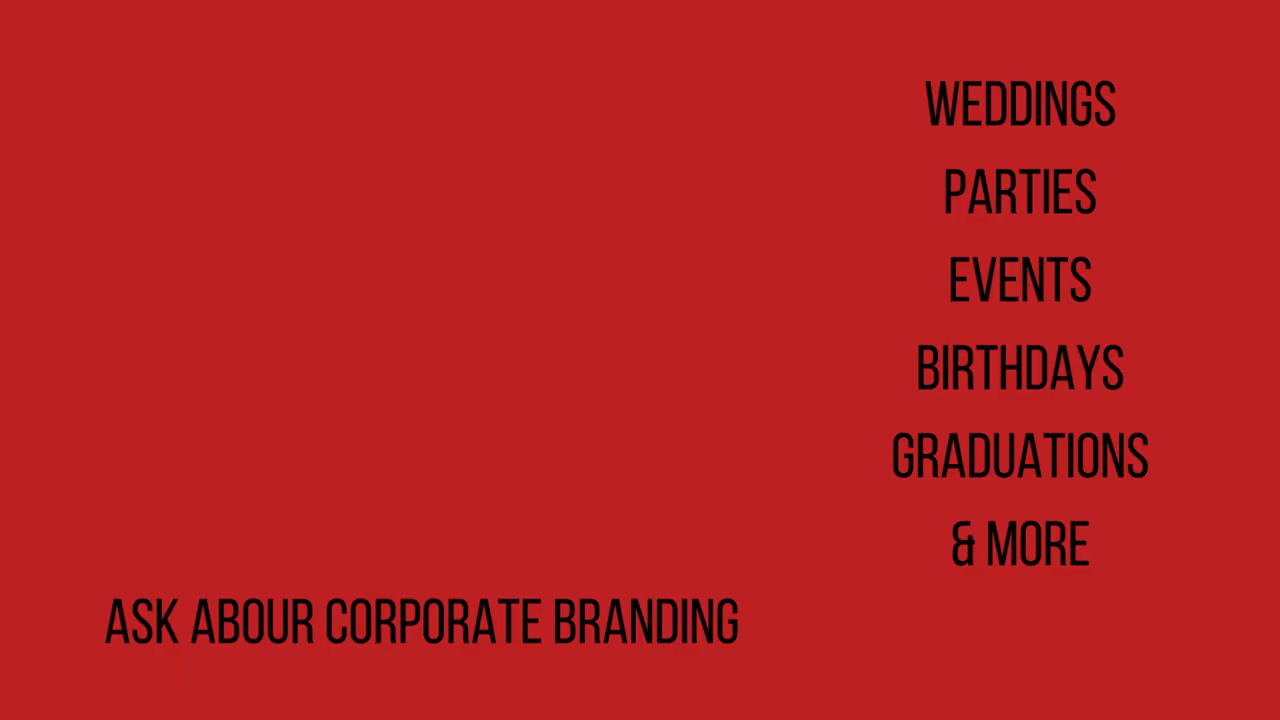 WEDDINGS
PARTIES
EVENTS
BIRTHDAYS
GRADUATIONS
& MORE
ASK ABOUR CORPORATE BRANDING